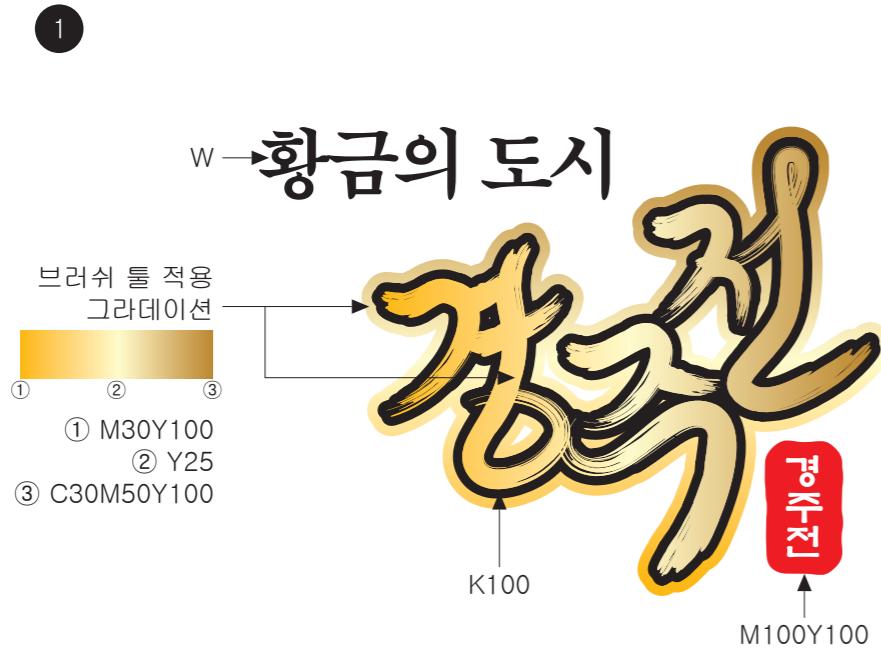 1
W
황금의 도시
브러쉬 툴 적용
그라데이션
① ② ③
① M30Y100
② Y25
③ C30M50Y100
경주전
경주전
K100
M100Y100